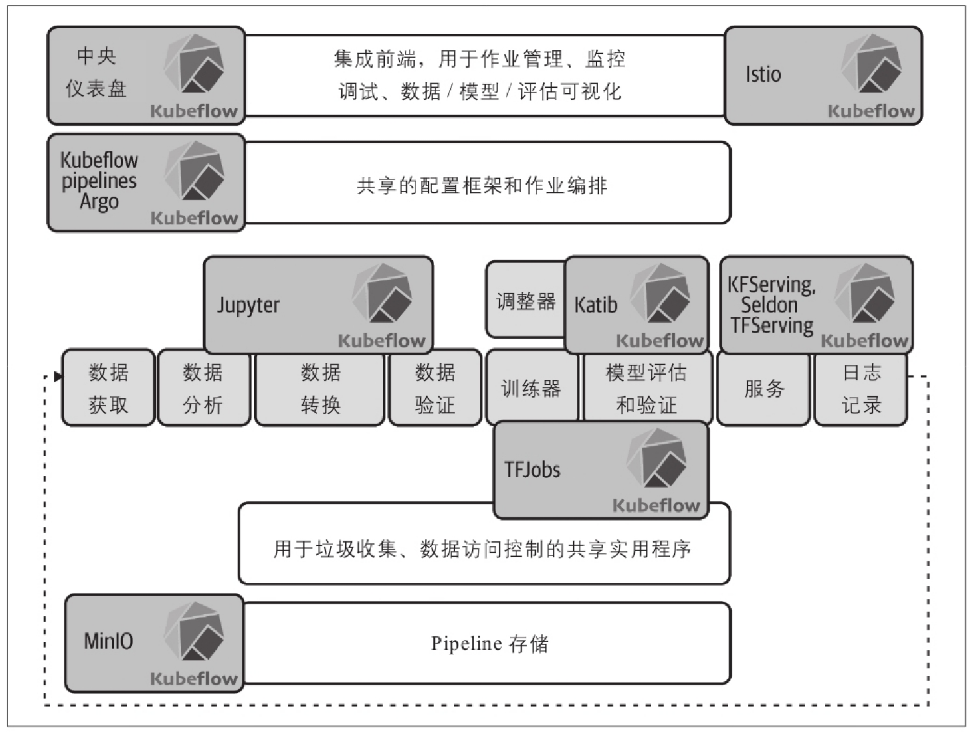 中央
仪表盘
Kubeflow
集成前端，用于作业管理、监控
调试、数据 / 模型 / 评估可视化
Istio
Kubeflow
Kubeflow
pipelines
Argo
Kubeflow
共享的配置框架和作业编排
Jupyter
Kubeflow
调整器
Katib
Kubeflow
KFServing,
Seldon
TFServing
Kubeflow
数据
获取
数据
分析
数据
转换
数据
验证
训练器
模型评估
和验证
服务
日志
记录
TFJobs
Kubeflow
用于垃圾收集、数据访问控制的共享实用程序
MinIO
Kubeflow
Pipeline 存储